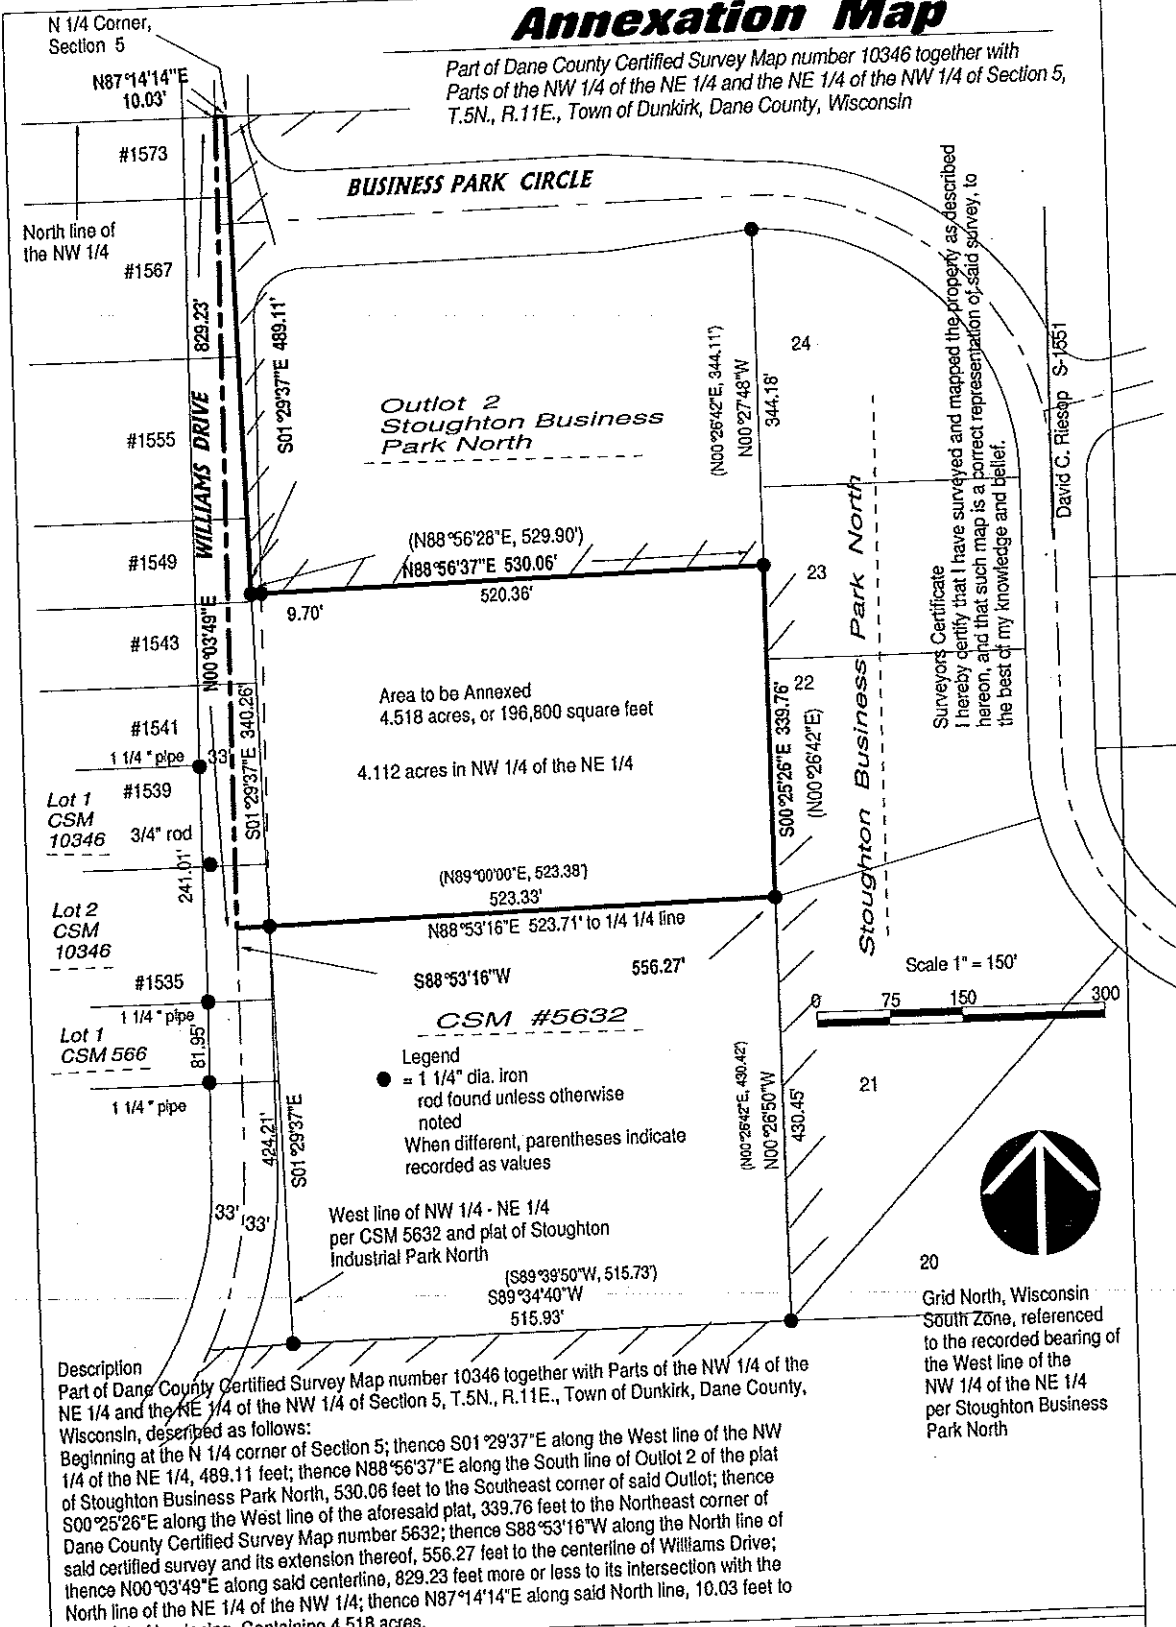 Annexation Map
Part of Dane County Certified Survey Map number 10346 together with
Parts of the NW 1/4 of the NE 1/4 and the NE 1/4 of the NW 1/4 of Section 5,
T.5N., R.11E., Town of Dunkirk, Dane County, Wisconsin
N 1/4 Corner,
Section 5
N87°14'14"E
10.03'
#1573
North line of
the NW 1/4
#1567
#1555
#1549
#1543
#1541
1 1/4 " pipe
33'
Lot 1
CSM
10346
#1539
3/4" rod
241.01'
Lot 2
CSM
10346
#1535
1 1/4 " pipe
Lot 1
CSM 566
81.95'
1 1/4 " pipe
829.23'
WILLIAMS DRIVE
N00°03'49"E
S01°29'37"E 489.11'
S01°29'37"E 340.26'
BUSINESS PARK CIRCLE
Outlot 2
Stoughton Business
Park North
(N00°26'42"E, 344.11')
N00°27'48"W
344.18'
24
(N88°56'28"E, 529.90')
N88°56'37"E 530.06'
520.36'
9.70'
23
22
Area to be Annexed
4.518 acres, or 196,800 square feet
4.112 acres in NW 1/4 of the NE 1/4
S00°25'26"E 339.76'
(N00°26'42"E)
Stoughton Business Park North
Surveyors Certificate
I hereby certify that I have surveyed and mapped the property as described
hereon, and that such map is a correct representation of said survey, to
the best of my knowledge and belief.
David C. Riesop S-1551
(N89°00'00"E, 523.38')
523.33'
N88°53'16"E 523.71' to 1/4 1/4 line
S88°53'16"W
556.27'
CSM #5632
Scale 1" = 150'
0 75 150 300
Legend
= 1 1/4" dia. iron
rod found unless otherwise
noted
When different, parentheses indicate
recorded as values
(N00°26'42"E, 430.42')
N00°26'50"W
430.45'
21
424.21'
S01°29'37"E
33'
33'
West line of NW 1/4 - NE 1/4
per CSM 5632 and plat of Stoughton
Industrial Park North
(S89°39'50"W, 515.73')
S89°34'40"W
515.93'
20
Grid North, Wisconsin
South Zone, referenced
to the recorded bearing of
the West line of the
NW 1/4 of the NE 1/4
per Stoughton Business
Park North
Description
Part of Dane County Certified Survey Map number 10346 together with Parts of the NW 1/4 of the
NE 1/4 and the NE 1/4 of the NW 1/4 of Section 5, T.5N., R.11E., Town of Dunkirk, Dane County,
Wisconsin, described as follows:
Beginning at the N 1/4 corner of Section 5; thence S01°29'37"E along the West line of the NW
1/4 of the NE 1/4, 489.11 feet; thence N88°56'37"E along the South line of Outlot 2 of the plat
of Stoughton Business Park North, 530.06 feet to the Southeast corner of said Outlot; thence
S00°25'26"E along the West line of the aforesaid plat, 339.76 feet to the Northeast corner of
Dane County Certified Survey Map number 5632; thence S88°53'16"W along the North line of
said certified survey and its extension thereof, 556.27 feet to the centerline of Williams Drive;
thence N00°03'49"E along said centerline, 829.23 feet more or less to its intersection with the
North line of the NE 1/4 of the NW 1/4; thence N87°14'14"E along said North line, 10.03 feet to
Containing 4.518 acres.